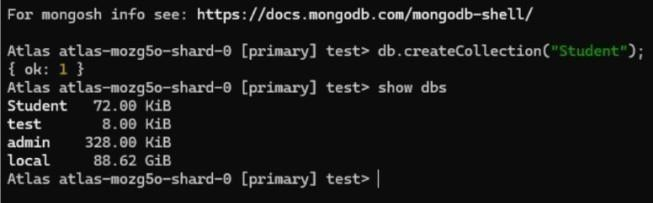 For mongosh info see: https://docs.mongodb.com/mongodb-shell/
Atlas atlas-mozg5o-shard-0 [primary] test> db.createCollection("Student");
{ ok: 1 }
Atlas atlas-mozg5o-shard-0 [primary] test> show dbs
Student 72.00 KiB
test 8.00 KiB
admin 328.00 KiB
local 88.62 GiB
Atlas atlas-mozg5o-shard-0 [primary] test>